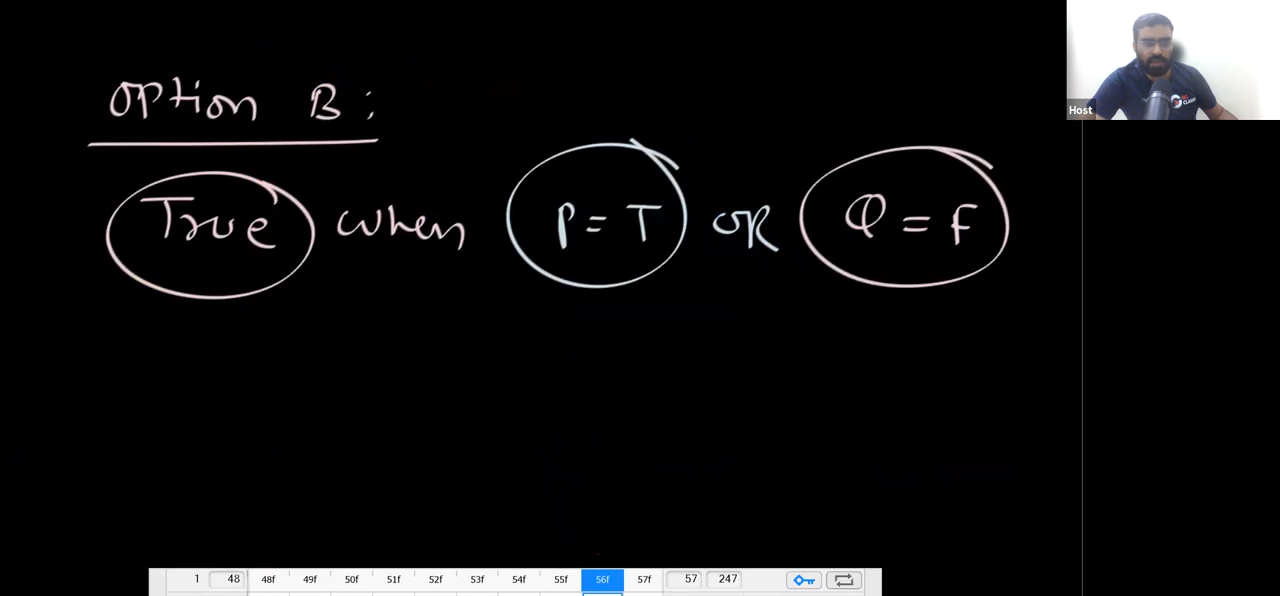 Option B:
True when P = T OR Q = F
Host
1 48 48f 49f 50f 51f 52f 53f 54f 55f 56f 57f 57 247